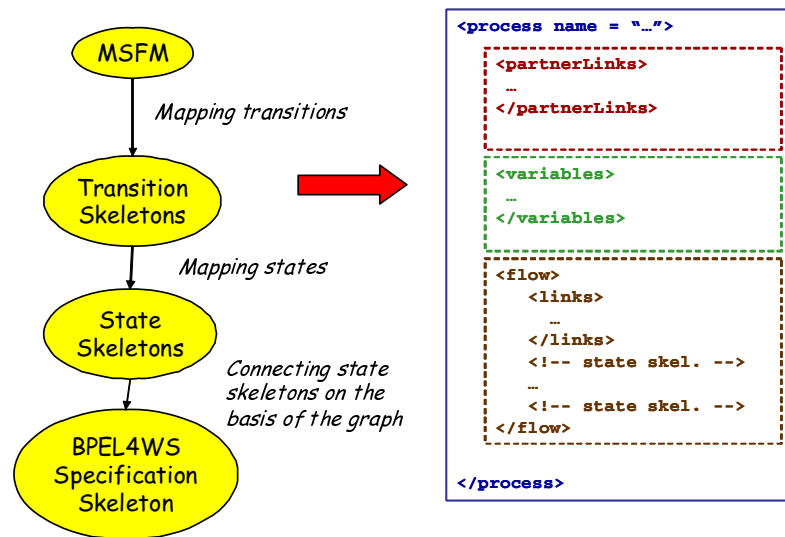 MSFM
Mapping transitions
Transition
Skeletons
Mapping states
State
Skeletons
Connecting state
skeletons on the
basis of the graph
BPEL4WS
Specification
Skeleton
<process name = “…”>
<partnerLinks>
…
</partnerLinks>
<variables>
…
</variables>
<flow>
<links>
…
</links>
<!-- state skel. -->
…
<!-- state skel. -->
</flow>
</process>